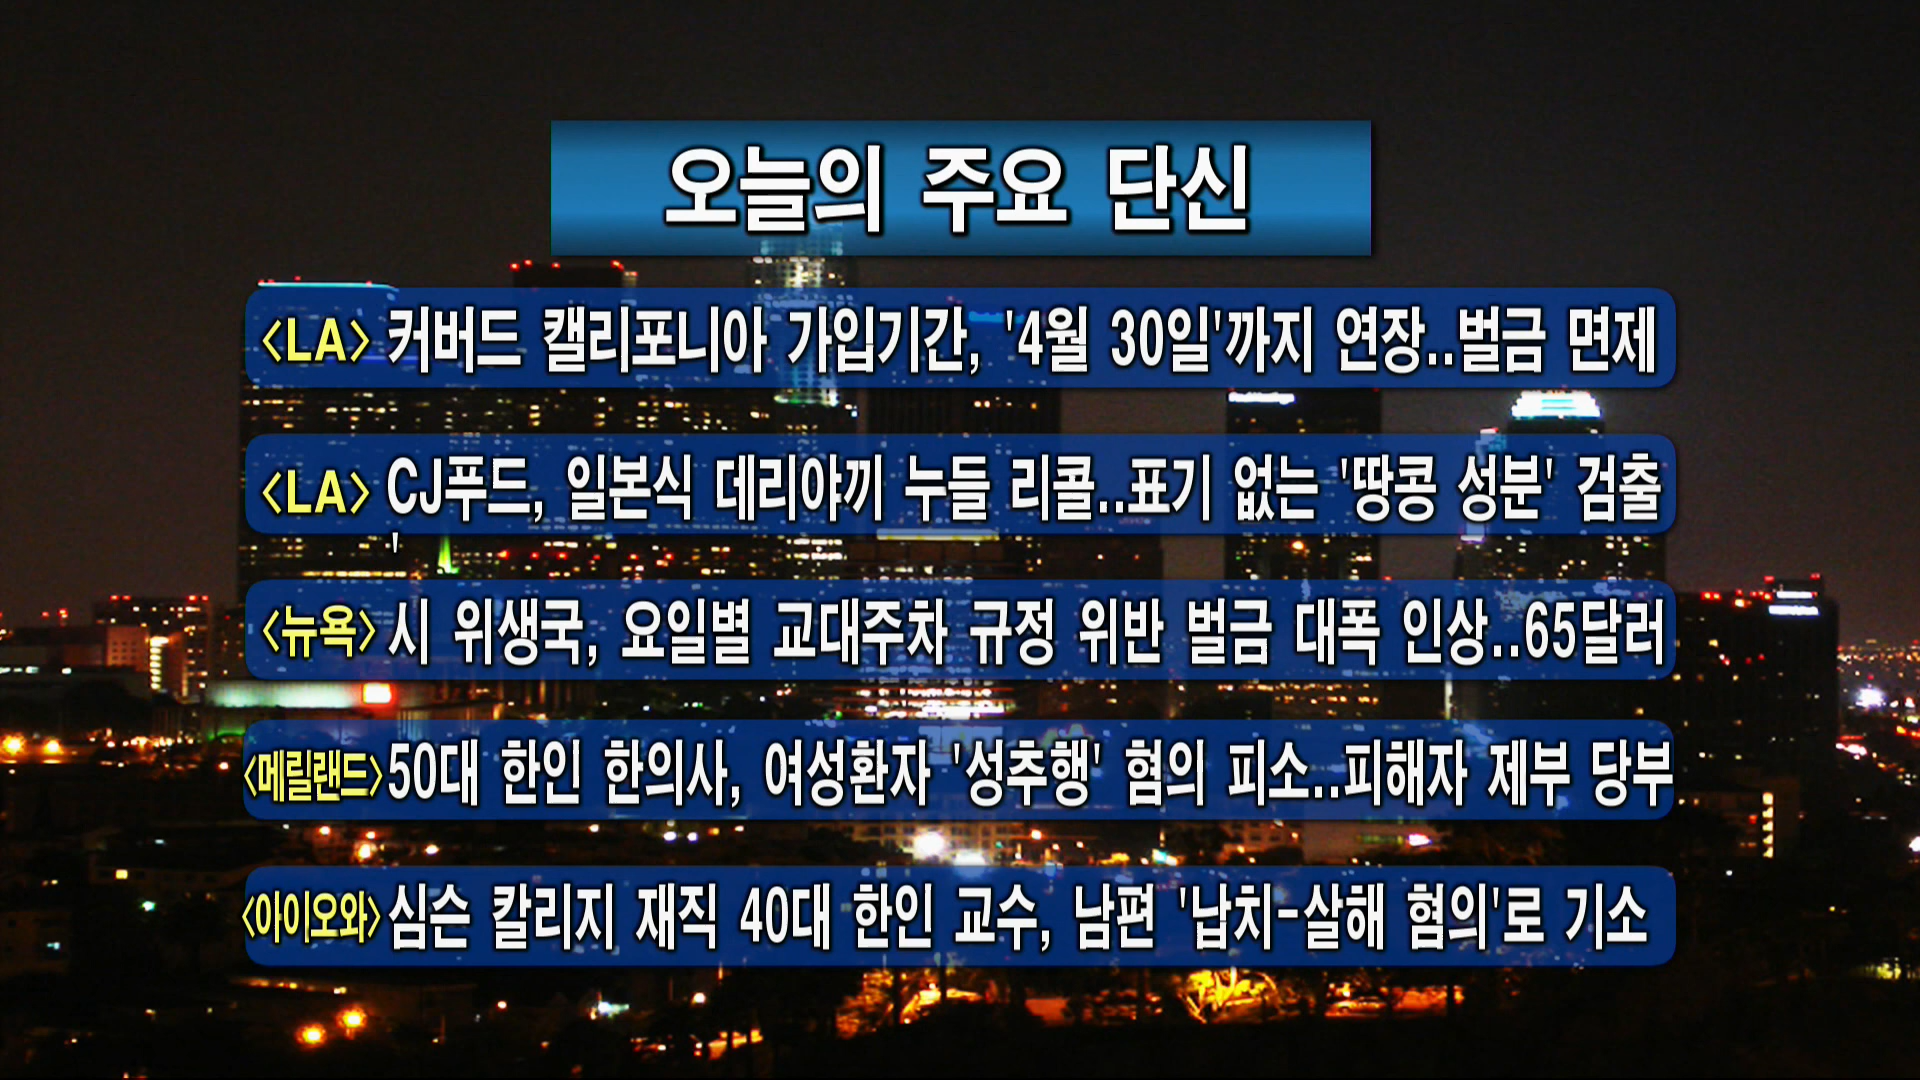 오늘의 주요 단신
<LA> 커버드 캘리포니아 가입기간, '4월 30일'까지 연장..벌금 면제
<LA> CJ푸드, 일본식 데리야끼 누들 리콜..표기 없는 '땅콩 성분' 검출
'
<뉴욕> 시 위생국, 요일별 교대주차 규정 위반 벌금 대폭 인상..65달러
<메릴랜드> 50대 한인 한의사, 여성환자 '성추행' 혐의 피소..피해자 제부 당부
<아이오와> 심슨 칼리지 재직 40대 한인 교수, 남편 '납치-살해 혐의'로 기소